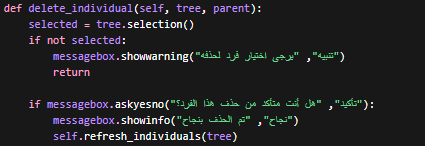 def delete_individual(self, tree, parent):
selected = tree.selection()
if not selected:
messagebox.showwarning("تنبيه", "يرجى اختيار فرد لحذفه")
return
if messagebox.askyesno("تأكيد", "هل أنت متأكد من حذف هذا الفرد؟"):
messagebox.showinfo("نجاح", "تم الحذف بنجاح")
self.refresh_individuals(tree)